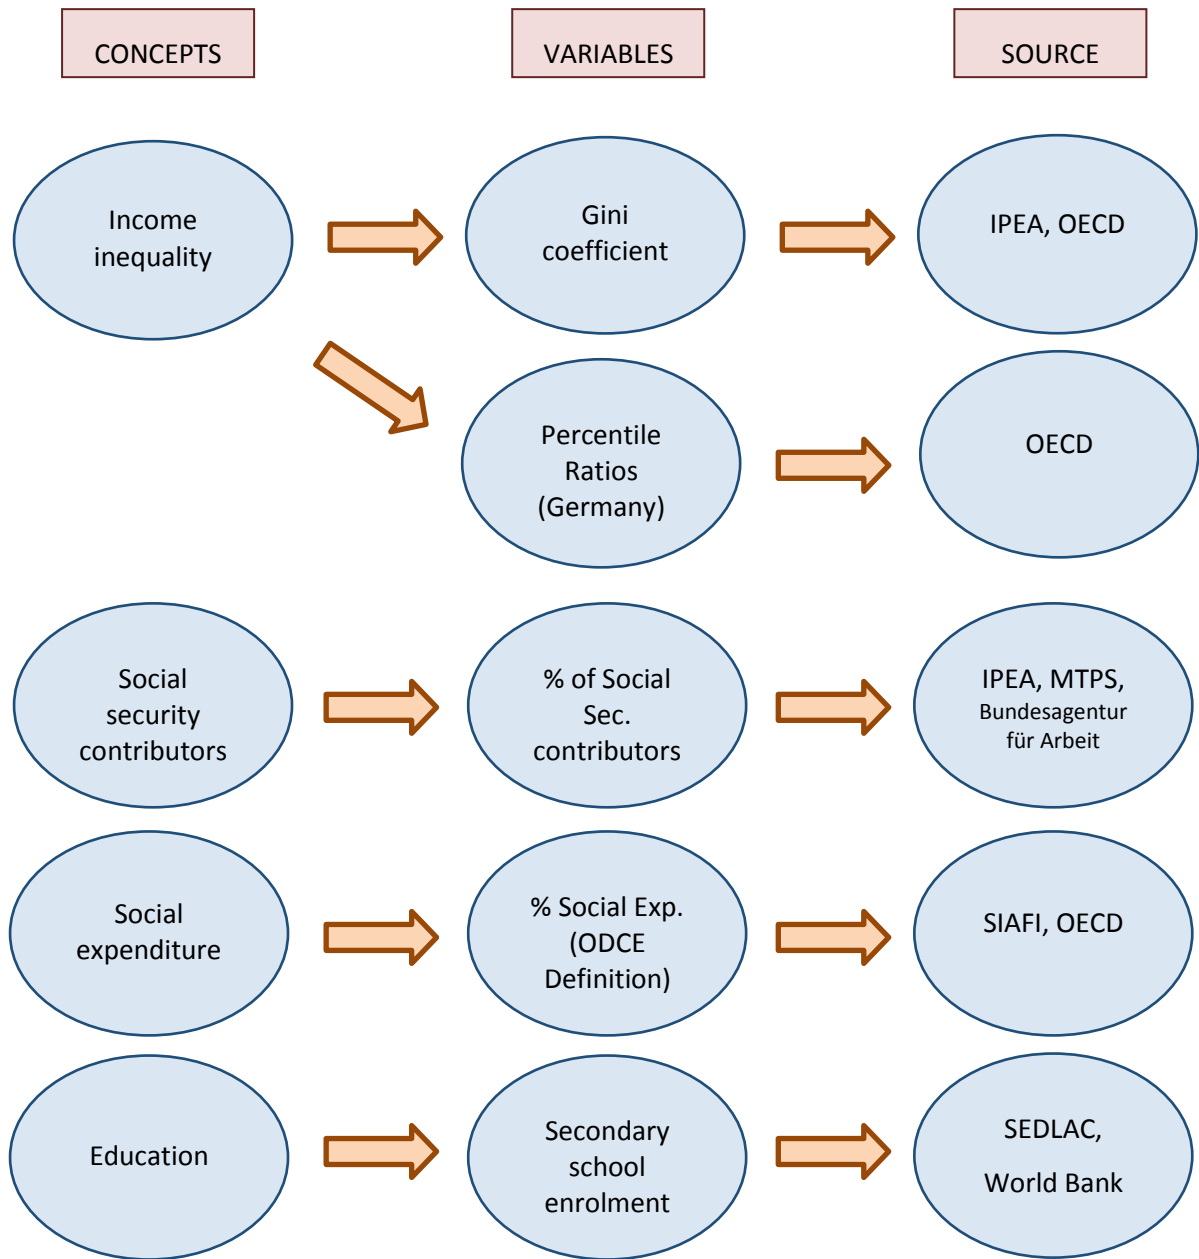 CONCEPTS
VARIABLES
SOURCE
Income
inequality
Gini
coefficient
IPEA, OECD
Percentile
Ratios
(Germany)
OECD
Social
security
contributors
% of Social
Sec.
contributors
IPEA, MTPS,
Bundesagentur
für Arbeit
Social
expenditure
% Social Exp.
(ODCE
Definition)
SIAFI, OECD
Education
Secondary
school
enrolment
SEDLAC,
World Bank